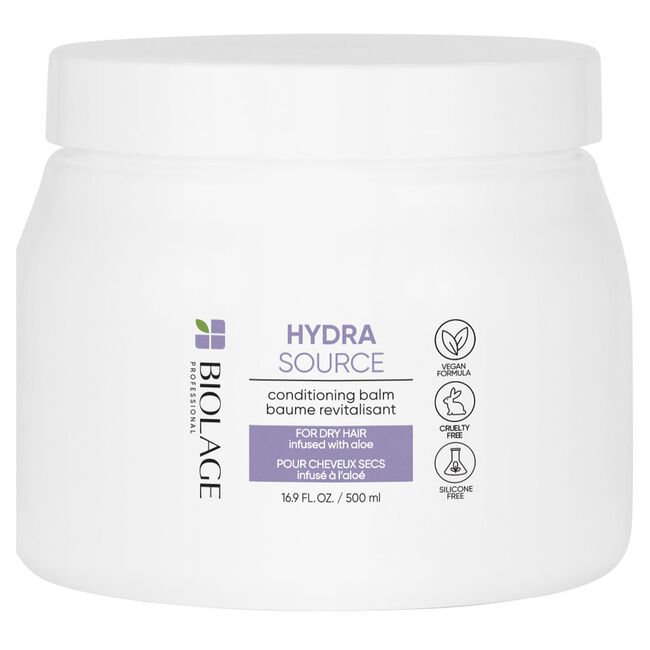 BIOLAGE
PROFESSIONAL
HYDRA
SOURCE
conditioning balm
baume revitalisant
FOR DRY HAIR
infused with aloe
POUR CHEVEUX SECS
infusé à l'aloé
16.9 FL. OZ. / 500 ml
VEGAN
FORMULA
CRUELTY
FREE
SILICONE
FREE